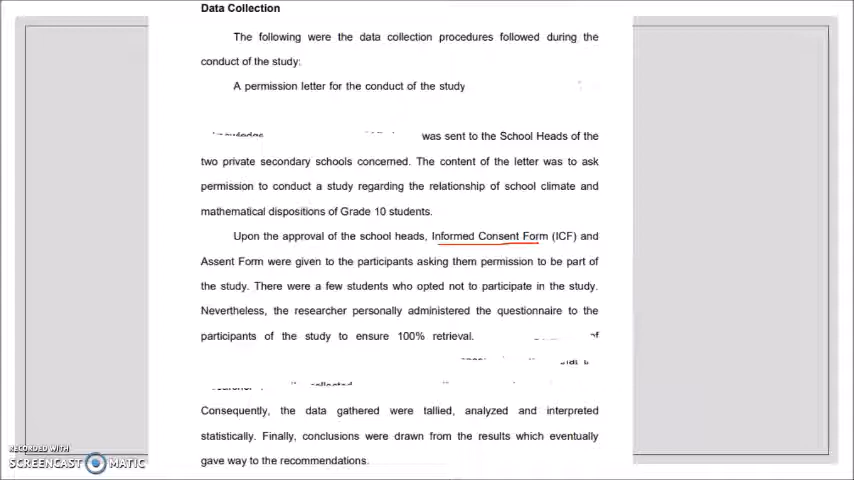 Data Collection
The following were the data collection procedures followed during the
conduct of the study:
A permission letter for the conduct of the study
was sent to the School Heads of the
two private secondary schools concerned. The content of the letter was to ask
permission to conduct a study regarding the relationship of school climate and
mathematical dispositions of Grade 10 students.
Upon the approval of the school heads, Informed Consent Form (ICF) and
Assent Form were given to the participants asking them permission to be part of
the study. There were a few students who opted not to participate in the study.
Nevertheless, the researcher personally administered the questionnaire to the
participants of the study to ensure 100% retrieval.
Consequently, the data gathered were tallied, analyzed and interpreted
statistically. Finally, conclusions were drawn from the results which eventually
gave way to the recommendations.
RECORDED WITH
SCREENCAST MATIC